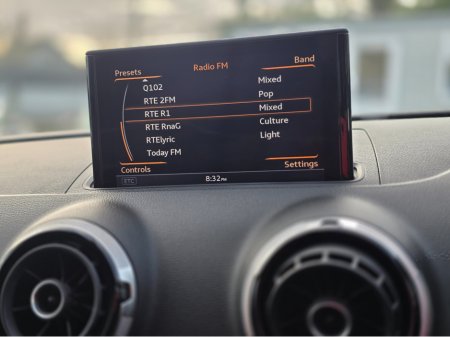 Radio FM
Presets Band
Q102 Mixed
RTE 2FM Pop
RTE R1 Mixed
RTE RnaG Culture
RTElyric Light
Today FM
Controls Settings
8:32PM